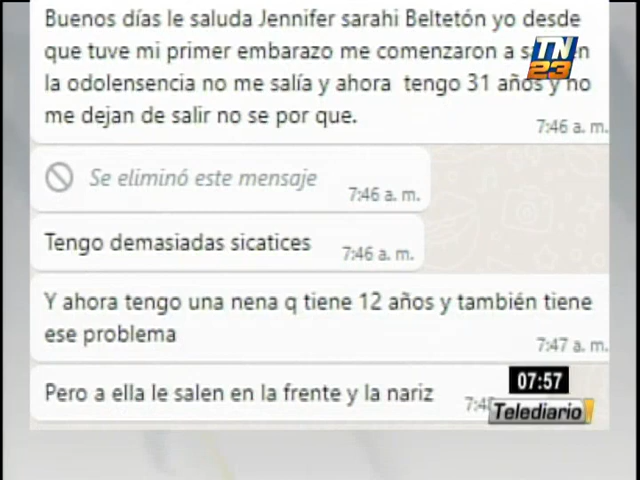 Buenos días le saluda Jennifer sarahi Beltetón yo desde
que tuve mi primer embarazo me comenzaron a en
la odolensencia no me salía y ahora tengo 31 años y no
me dejan de salir no se por que.
7:46 a. m.
TN
23
Se eliminó este mensaje
7:46 a. m.
Tengo demasiadas sicatices
7:46 a. m.
Y ahora tengo una nena q tiene 12 años y también tiene
ese problema
7:47 a. m.
Pero a ella le salen en la frente y la nariz
07:57
Telediario